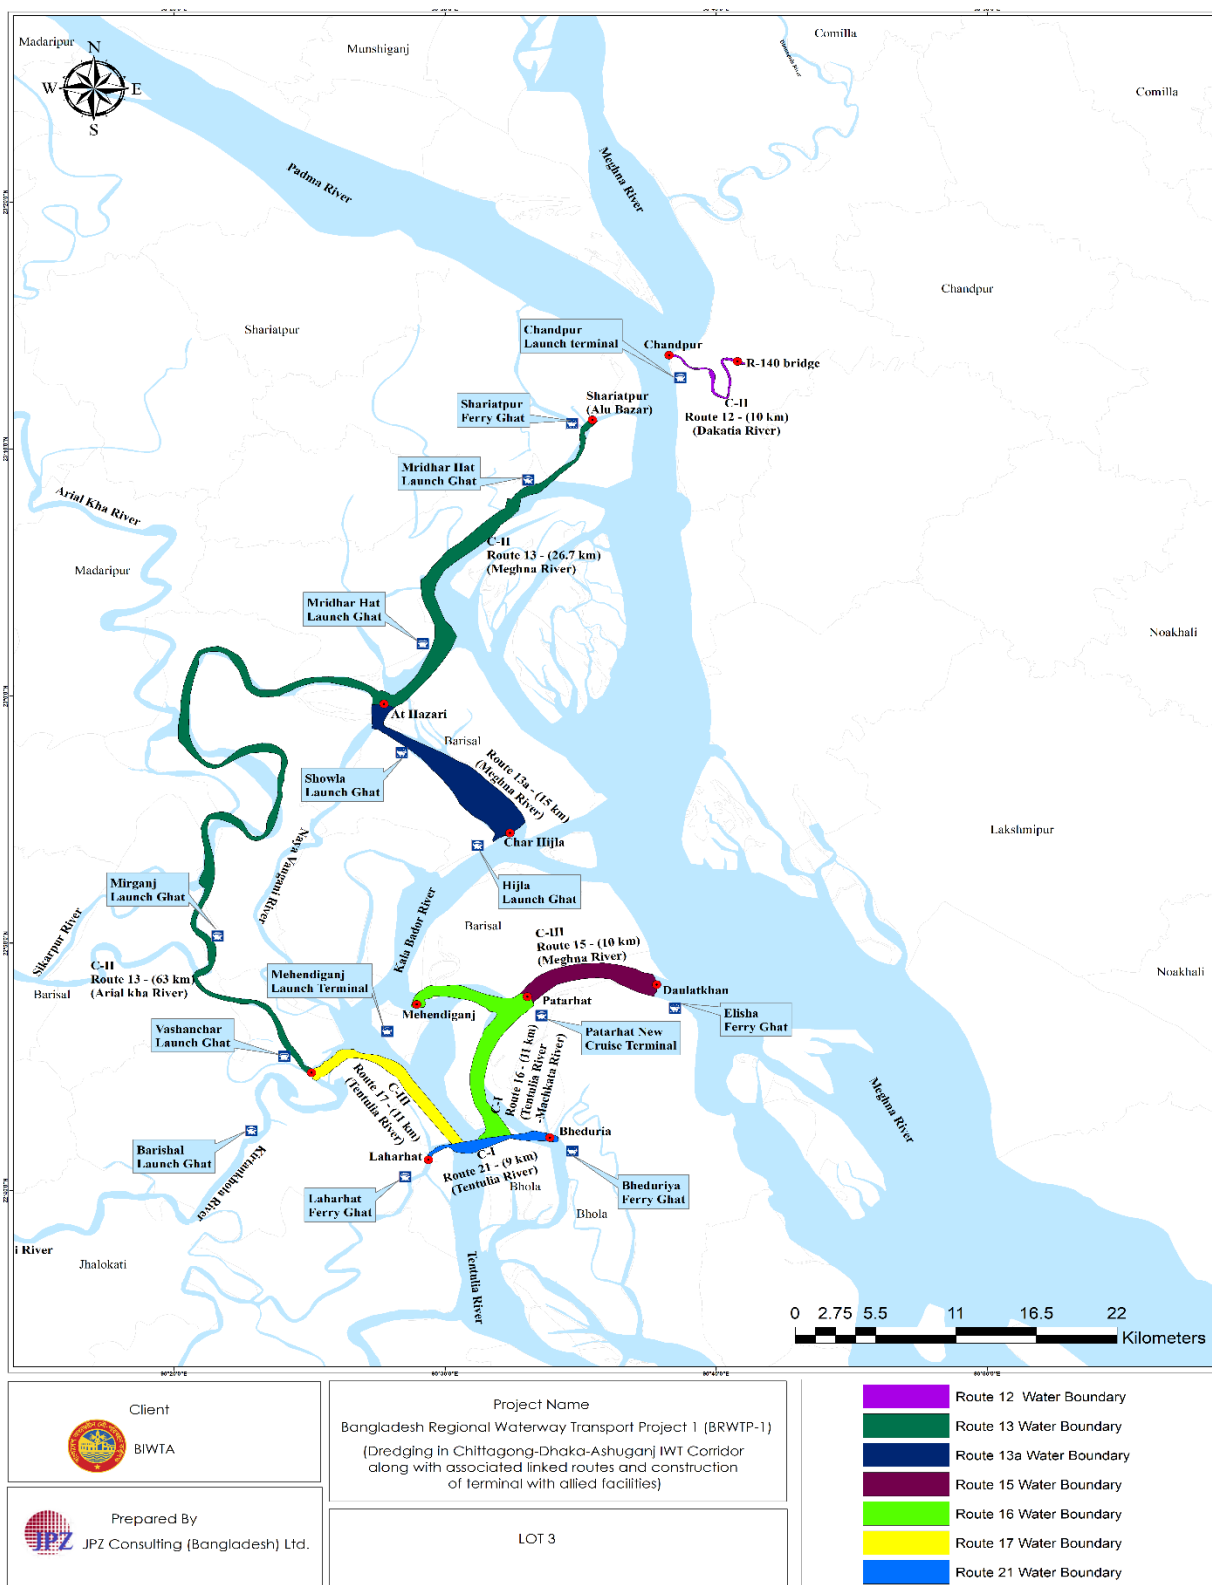 Madaripur
Munshiganj
Comilla
Comilla
N
W
E
S
Padma River
Meghna River
Chandpur
Shariatpur
Chandpur
Launch terminal
Chandpur
R-140 bridge
C-II
Route 12 - (10 km)
(Dakatia River)
Shariatpur
(Alu Bazar)
Shariatpur
Ferry Ghat
Mridhar Hat
Launch Ghat
Arial Kha River
C-II
Route 13 - (26.7 km)
(Meghna River)
Madaripur
Mridhar Hat
Launch Ghat
Noakhali
At Hazari
Barisal
Route 13a - (15 km)
(Meghna River)
Showla
Launch Ghat
Char Hijla
Lakshmipur
Naya Vangani River
Mirganj
Launch Ghat
Hijla
Launch Ghat
Sikarpur River
Kala Bador River
Barisal
C-II
Route 13 - (63 km)
(Arial kha River)
Barisal
C-III
Route 15 - (10 km)
(Meghna River)
Noakhali
Mehendiganj
Launch Terminal
Mehendiganj
Patarhat
Daulatkhan
Elisha
Ferry Ghat
Patarhat New
Cruise Terminal
Vashanchar
Launch Ghat
C-III
Route 17 - (11 km)
(Tentulia River)
C-I
Route 16 - (11 km)
(Tentulia River
-Machkata River)
Meghna River
Barishal
Launch Ghat
Kirtankhola River
Laharhat
Bheduria
C-I
Route 21 - (9 km)
(Tentulia River)
Bhola
Laharhat
Ferry Ghat
Bheduriya
Ferry Ghat
Bhola
i River
Jhalokati
Tentulia River
0 2.75 5.5 11 16.5 22
Kilometers
Client
BIWTA
Prepared By
JPZ
JPZ Consulting (Bangladesh) Ltd.
Project Name
Bangladesh Regional Waterway Transport Project 1 (BRWTP-1)
(Dredging in Chittagong-Dhaka-Ashuganj IWT Corridor
along with associated linked routes and construction
of terminal with allied facilities)
LOT 3
Route 12 Water Boundary
Route 13 Water Boundary
Route 13a Water Boundary
Route 15 Water Boundary
Route 16 Water Boundary
Route 17 Water Boundary
Route 21 Water Boundary